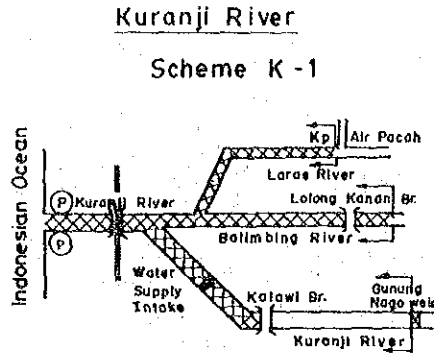 Kuranji River
Scheme K-1
Indonesian Ocean
Kp
Air Pacah
Laras River
P
Kuranji River
Lolong Kanan Br.
P
Balimbing River
Water
Supply
Intake
Kalawi Br.
Gunung
Nago weir
Kuranji River